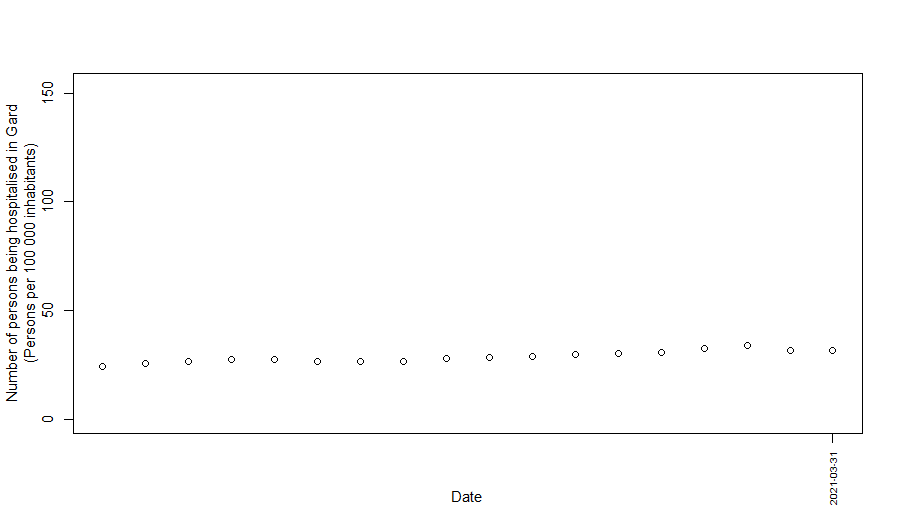 Number of persons being hospitalised in Gard
(Persons per 100 000 inhabitants)
150
100
50
0
2021-03-31
Date